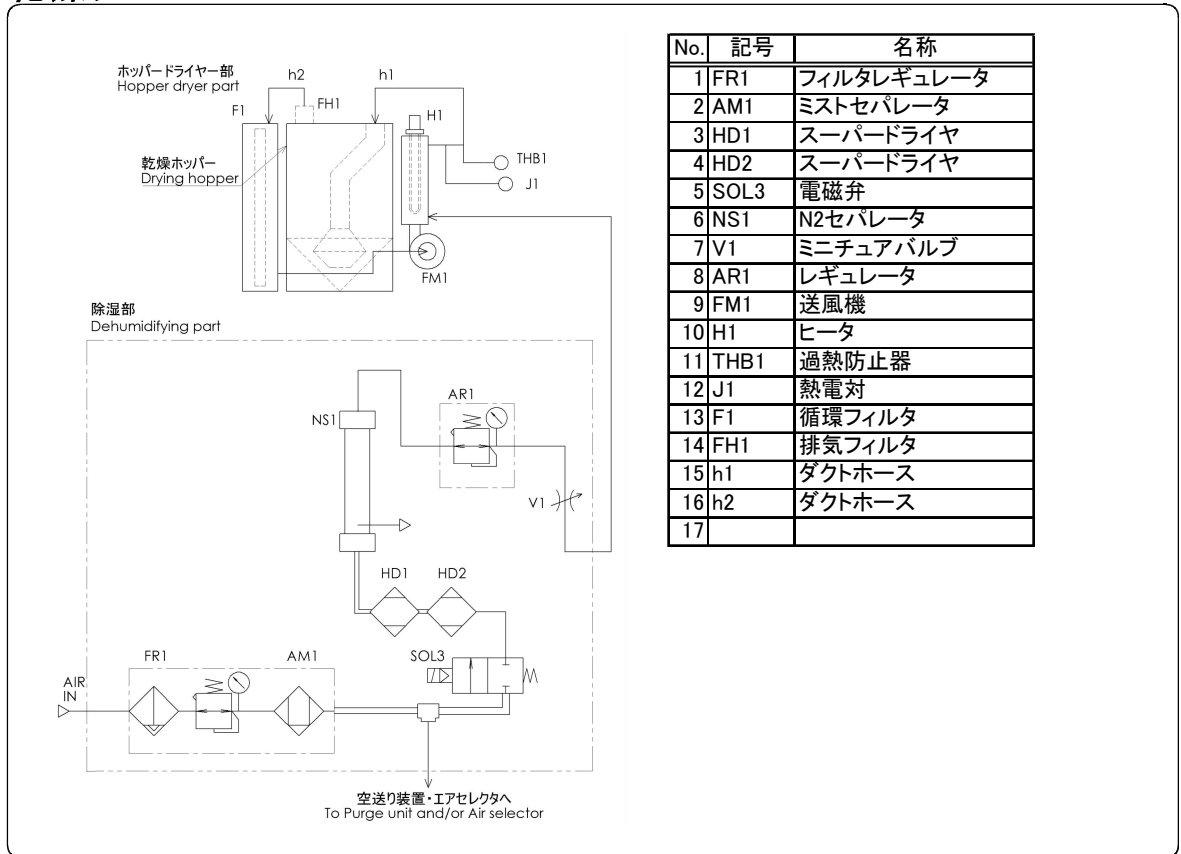 ホッパードライヤー部
Hopper dryer part
h2
h1
F1
FH1
H1
乾燥ホッパー
Drying hopper
THB1
J1
FM1
除湿部
Dehumidifying part
NS1
AR1
V1
HD1
HD2
FR1
AM1
SOL3
AIR
IN
空送り装置・エアセレクタへ
To Purge unit and/or Air selector
No. 記号 名称
1 FR1 フィルタレギュレータ
2 AM1 ミストセパレータ
3 HD1 スーパードライヤ
4 HD2 スーパードライヤ
5 SOL3 電磁弁
6 NS1 N2セパレータ
7 V1 ミニチュアバルブ
8 AR1 レギュレータ
9 FM1 送風機
10 H1 ヒータ
11 THB1 過熱防止器
12 J1 熱電対
13 F1 循環フィルタ
14 FH1 排気フィルタ
15 h1 ダクトホース
16 h2 ダクトホース
17